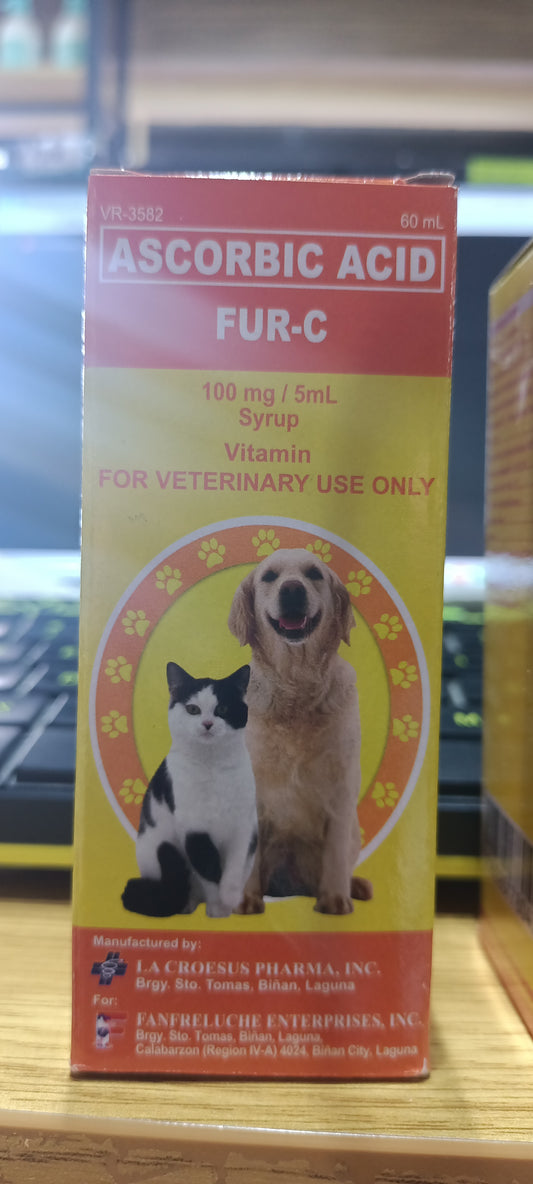 VR-3582
60 mL
ASCORBIC ACID
FUR-C
100 mg / 5mL
Syrup
Vitamin
FOR VETERINARY USE ONLY
Manufactured by:
LA CROESUS PHARMA, INC.
Brgy. Sto. Tomas, Biñan, Laguna
For:
FANFRELUCHE ENTERPRISES, INC.
Brgy. Sto. Tomas, Biñan, Laguna,
Calabarzon (Region IV-A) 4024, Biñan City, Laguna